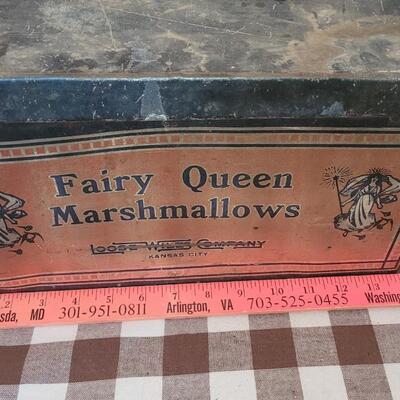 Fairy Queen
Marshmallows
LOOSE-WILES COMPANY
KANSAS CITY
2 3 4 5 6 7 8 9 10 11 12 13
sda, MD 301-951-0811 Arlington, VA 703-525-0455 Washing